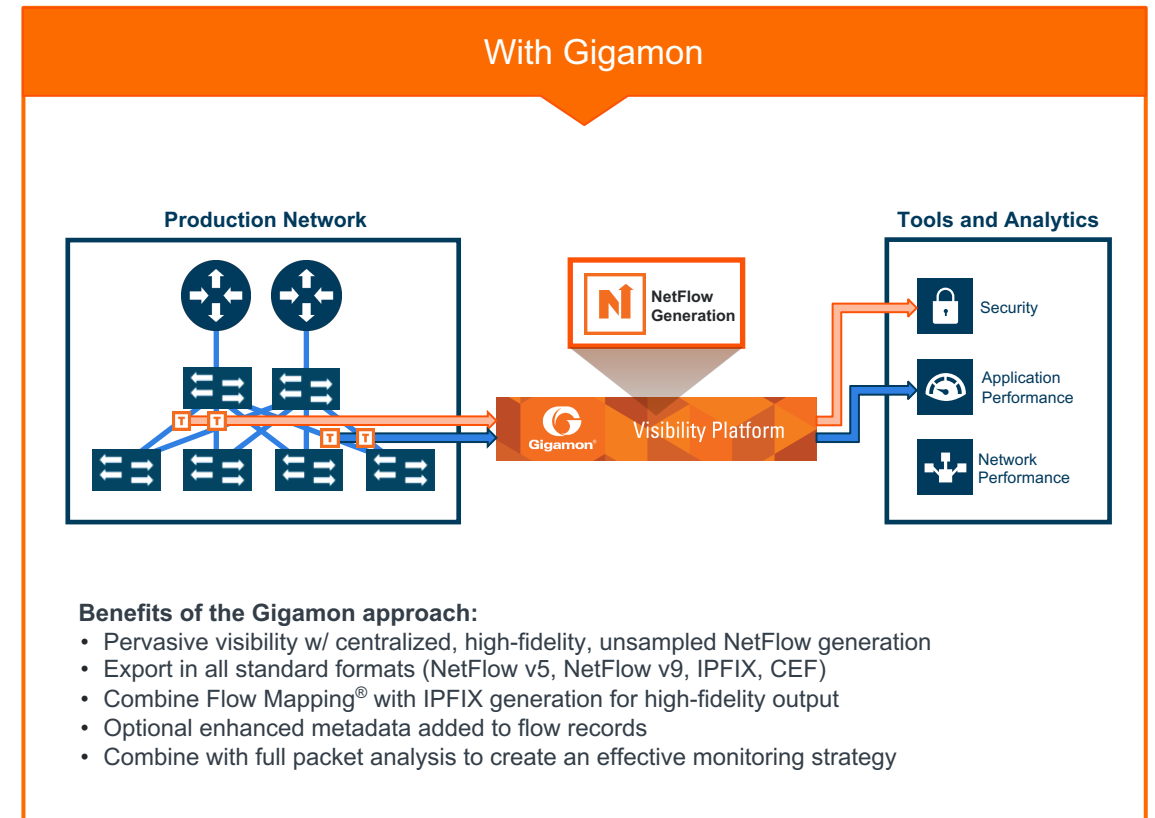 With Gigamon
Production Network
Tools and Analytics
N
NetFlow
Generation
Security
Application
Performance
Network
Performance
T
T
T
T
Gigamon®
Visibility Platform
Benefits of the Gigamon approach:
• Pervasive visibility w/ centralized, high-fidelity, unsampled NetFlow generation
• Export in all standard formats (NetFlow v5, NetFlow v9, IPFIX, CEF)
• Combine Flow Mapping® with IPFIX generation for high-fidelity output
• Optional enhanced metadata added to flow records
• Combine with full packet analysis to create an effective monitoring strategy